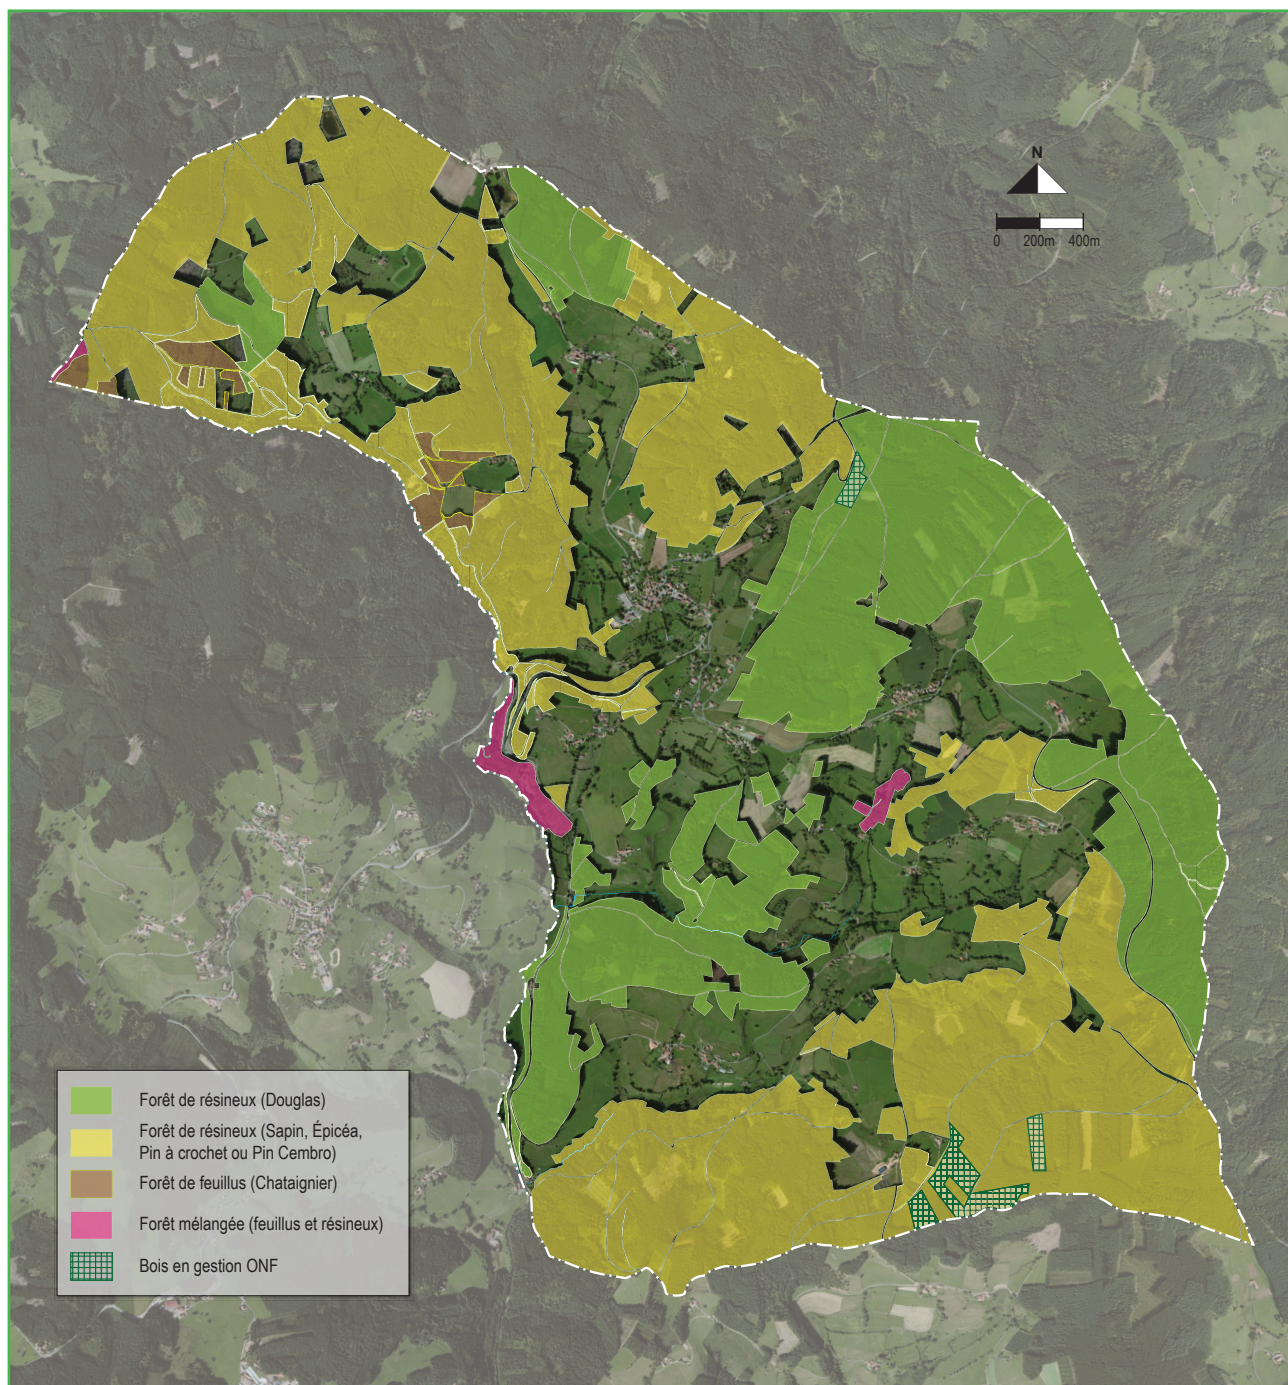 N
0 200m 400m
Forêt de résineux (Douglas)
Forêt de résineux (Sapin, Épicéa,
Pin à crochet ou Pin Cembro)
Forêt de feuillus (Chataignier)
Forêt mélangée (feuillus et résineux)
Bois en gestion ONF